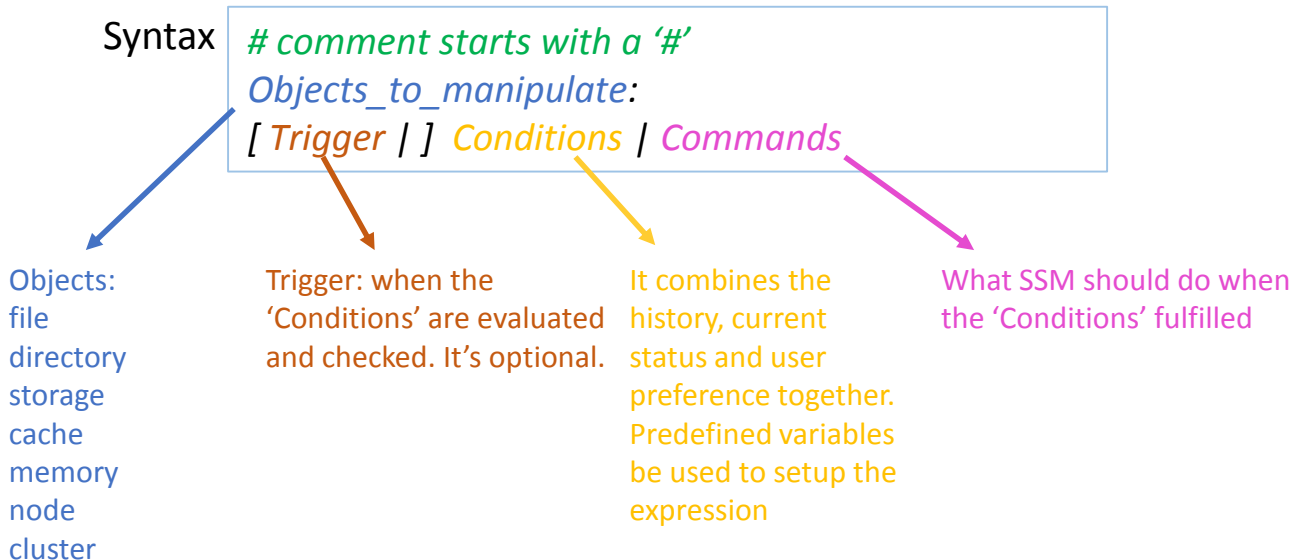 Syntax
# comment starts with a ‘#’
Objects_to_manipulate:
[ Trigger | ] Conditions | Commands
Objects:
file
directory
storage
cache
memory
node
cluster
Trigger: when the
‘Conditions’ are evaluated
and checked. It’s optional.
It combines the
history, current
status and user
preference together.
Predefined variables
be used to setup the
expression
What SSM should do when
the ‘Conditions’ fulfilled